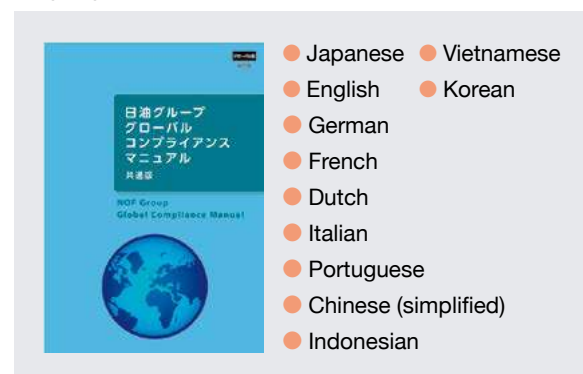 日油グループ
グローバル
コンプライアンス
マニュアル
共通版
NOF Group
Global Compliance Manual
Japanese
Vietnamese
English
Korean
German
French
Dutch
Italian
Portuguese
Chinese (simplified)
Indonesian